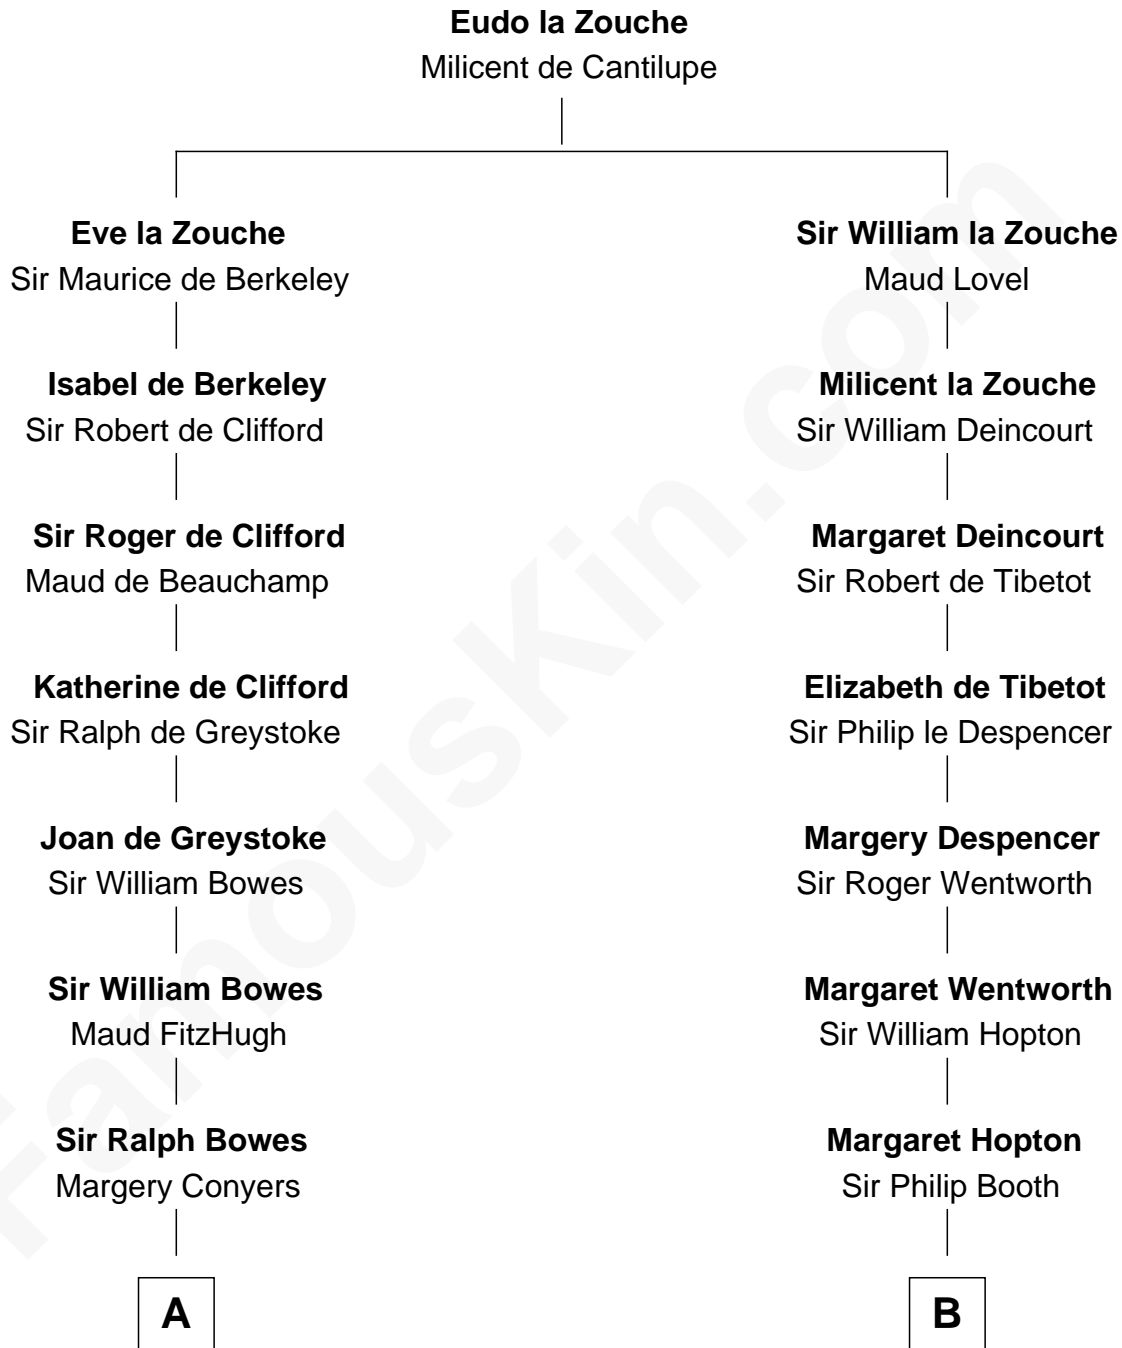 Eudo la Zouche
Milicent de Cantilupe
Eve la Zouche
Sir Maurice de Berkeley
Sir William la Zouche
Maud Lovel
Isabel de Berkeley
Sir Robert de Clifford
Milicent la Zouche
Sir William Deincourt
Sir Roger de Clifford
Maud de Beauchamp
Margaret Deincourt
Sir Robert de Tibetot
Katherine de Clifford
Sir Ralph de Greystoke
Elizabeth de Tibetot
Sir Philip le Despencer
Joan de Greystoke
Sir William Bowes
Margery Despencer
Sir Roger Wentworth
Sir William Bowes
Maud FitzHugh
Margaret Wentworth
Sir William Hopton
Sir Ralph Bowes
Margery Conyers
Margaret Hopton
Sir Philip Booth
A
B
FamousKin.com